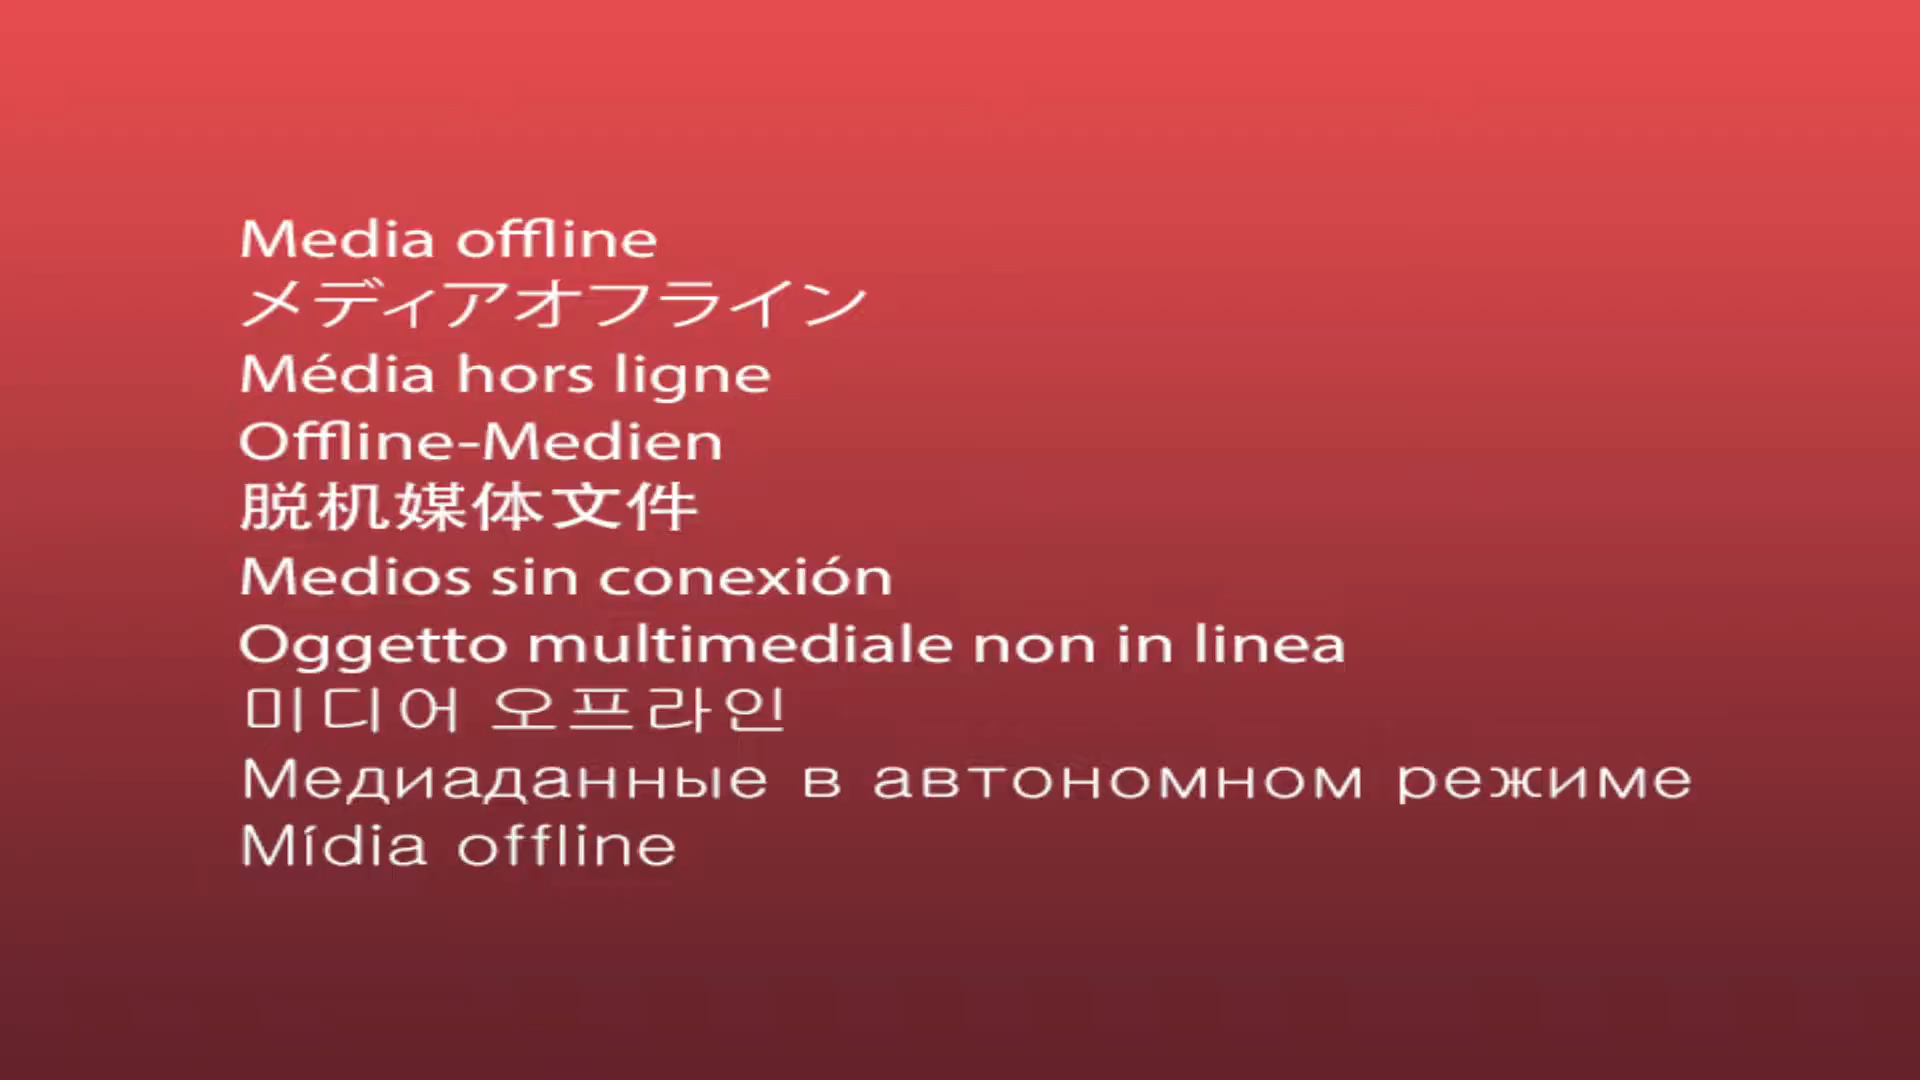 Media offline
メディアオフライン
Média hors ligne
Offline-Medien
脱机媒体文件
Medios sin conexión
Oggetto multimediale non in linea
미디어 오프라인
Медиаданные в автономном режиме
Mídia offline